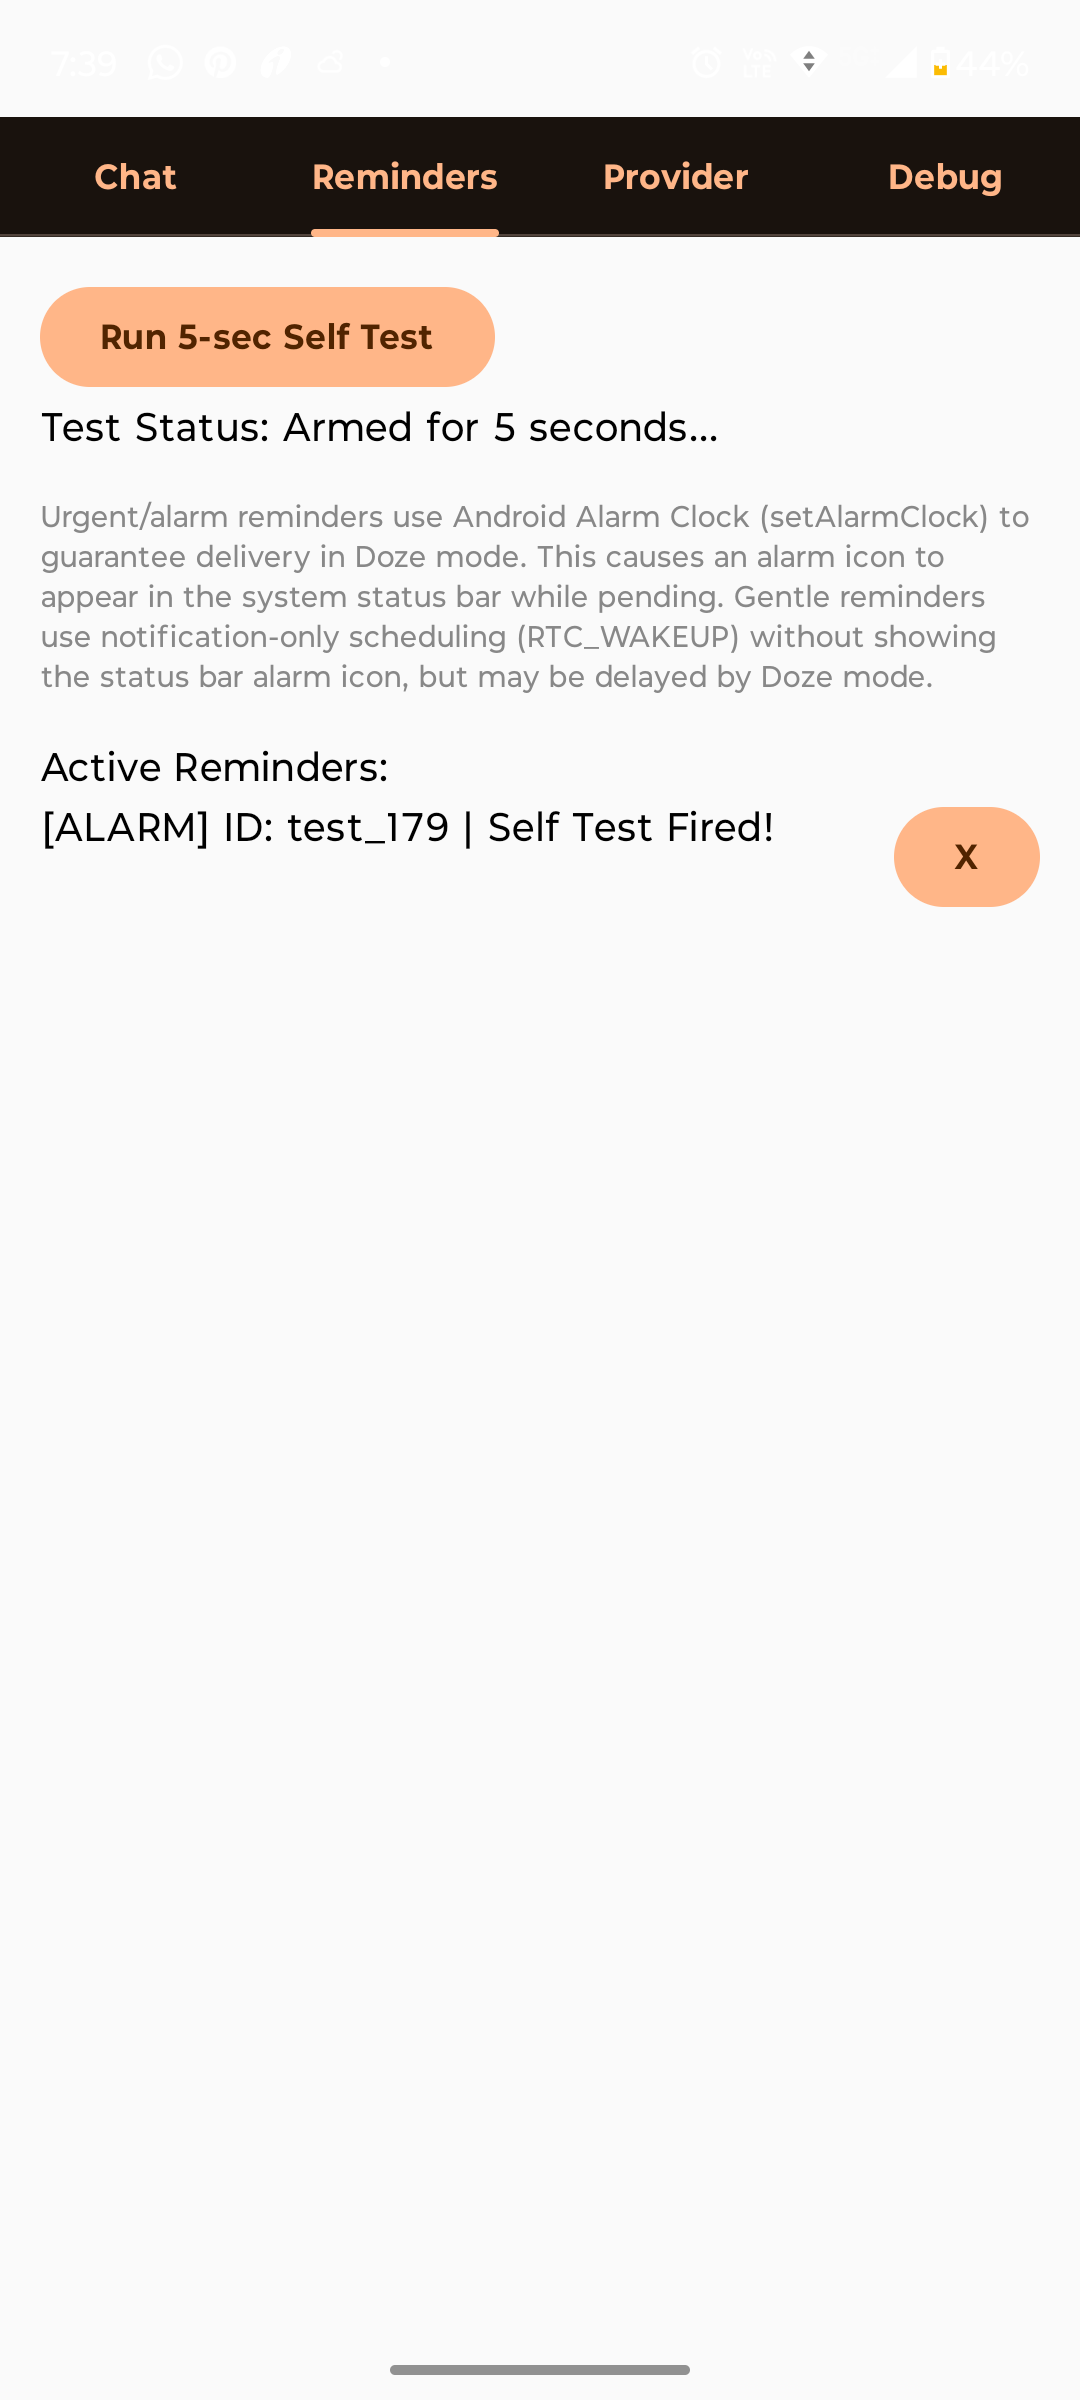 7:39
VoLTE
44%
Chat Reminders Provider Debug
Run 5-sec Self Test
Test Status: Armed for 5 seconds...
Urgent/alarm reminders use Android Alarm Clock (setAlarmClock) to
guarantee delivery in Doze mode. This causes an alarm icon to
appear in the system status bar while pending. Gentle reminders
use notification-only scheduling (RTC_WAKEUP) without showing
the status bar alarm icon, but may be delayed by Doze mode.
Active Reminders:
[ALARM] ID: test_179 | Self Test Fired!
X